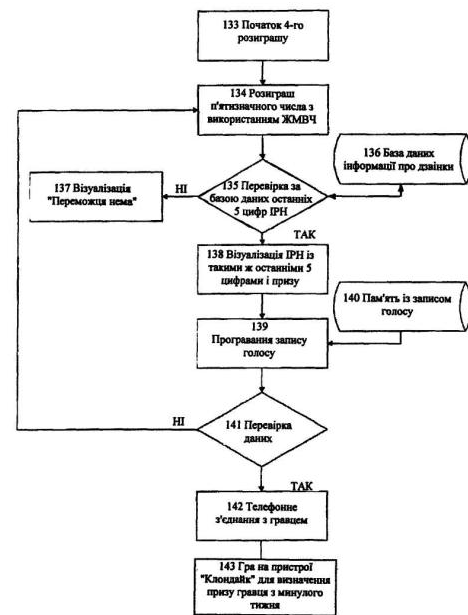 133 Початок 4-го
розиграшу
134 Розиграш
п'ятизначного числа з
використанням ЖМВЧ
136 База даних
інформації про дзвінки
135 Перевірка за
базою даних останніх
5 цифр ІРН
137 Візуалізація
"Переможця нема"
НІ
ТАК
138 Візуалізація ІРН із
такими ж останніми 5
цифрами і призу
140 Пам'ять із записом
голосу
139
Програвання запису
голосу
НІ
141 Перевірка
даних
ТАК
142 Телефонне
з'єднання з гравцем
143 Гра на пристрої
"Клондайк" для визначення
призу гравця з минулого
тижня